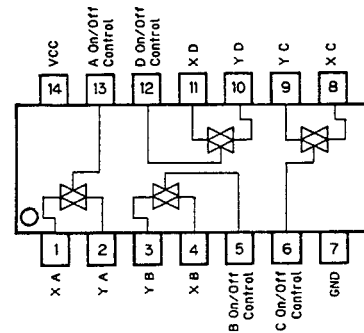 VCC
A On/Off
Control
D On/Off
Control
X D
Y D
Y C
X C
14
13
12
11
10
9
8
1
2
3
4
5
6
7
X A
Y A
Y B
X B
B On/Off
Control
C On/Off
Control
GND